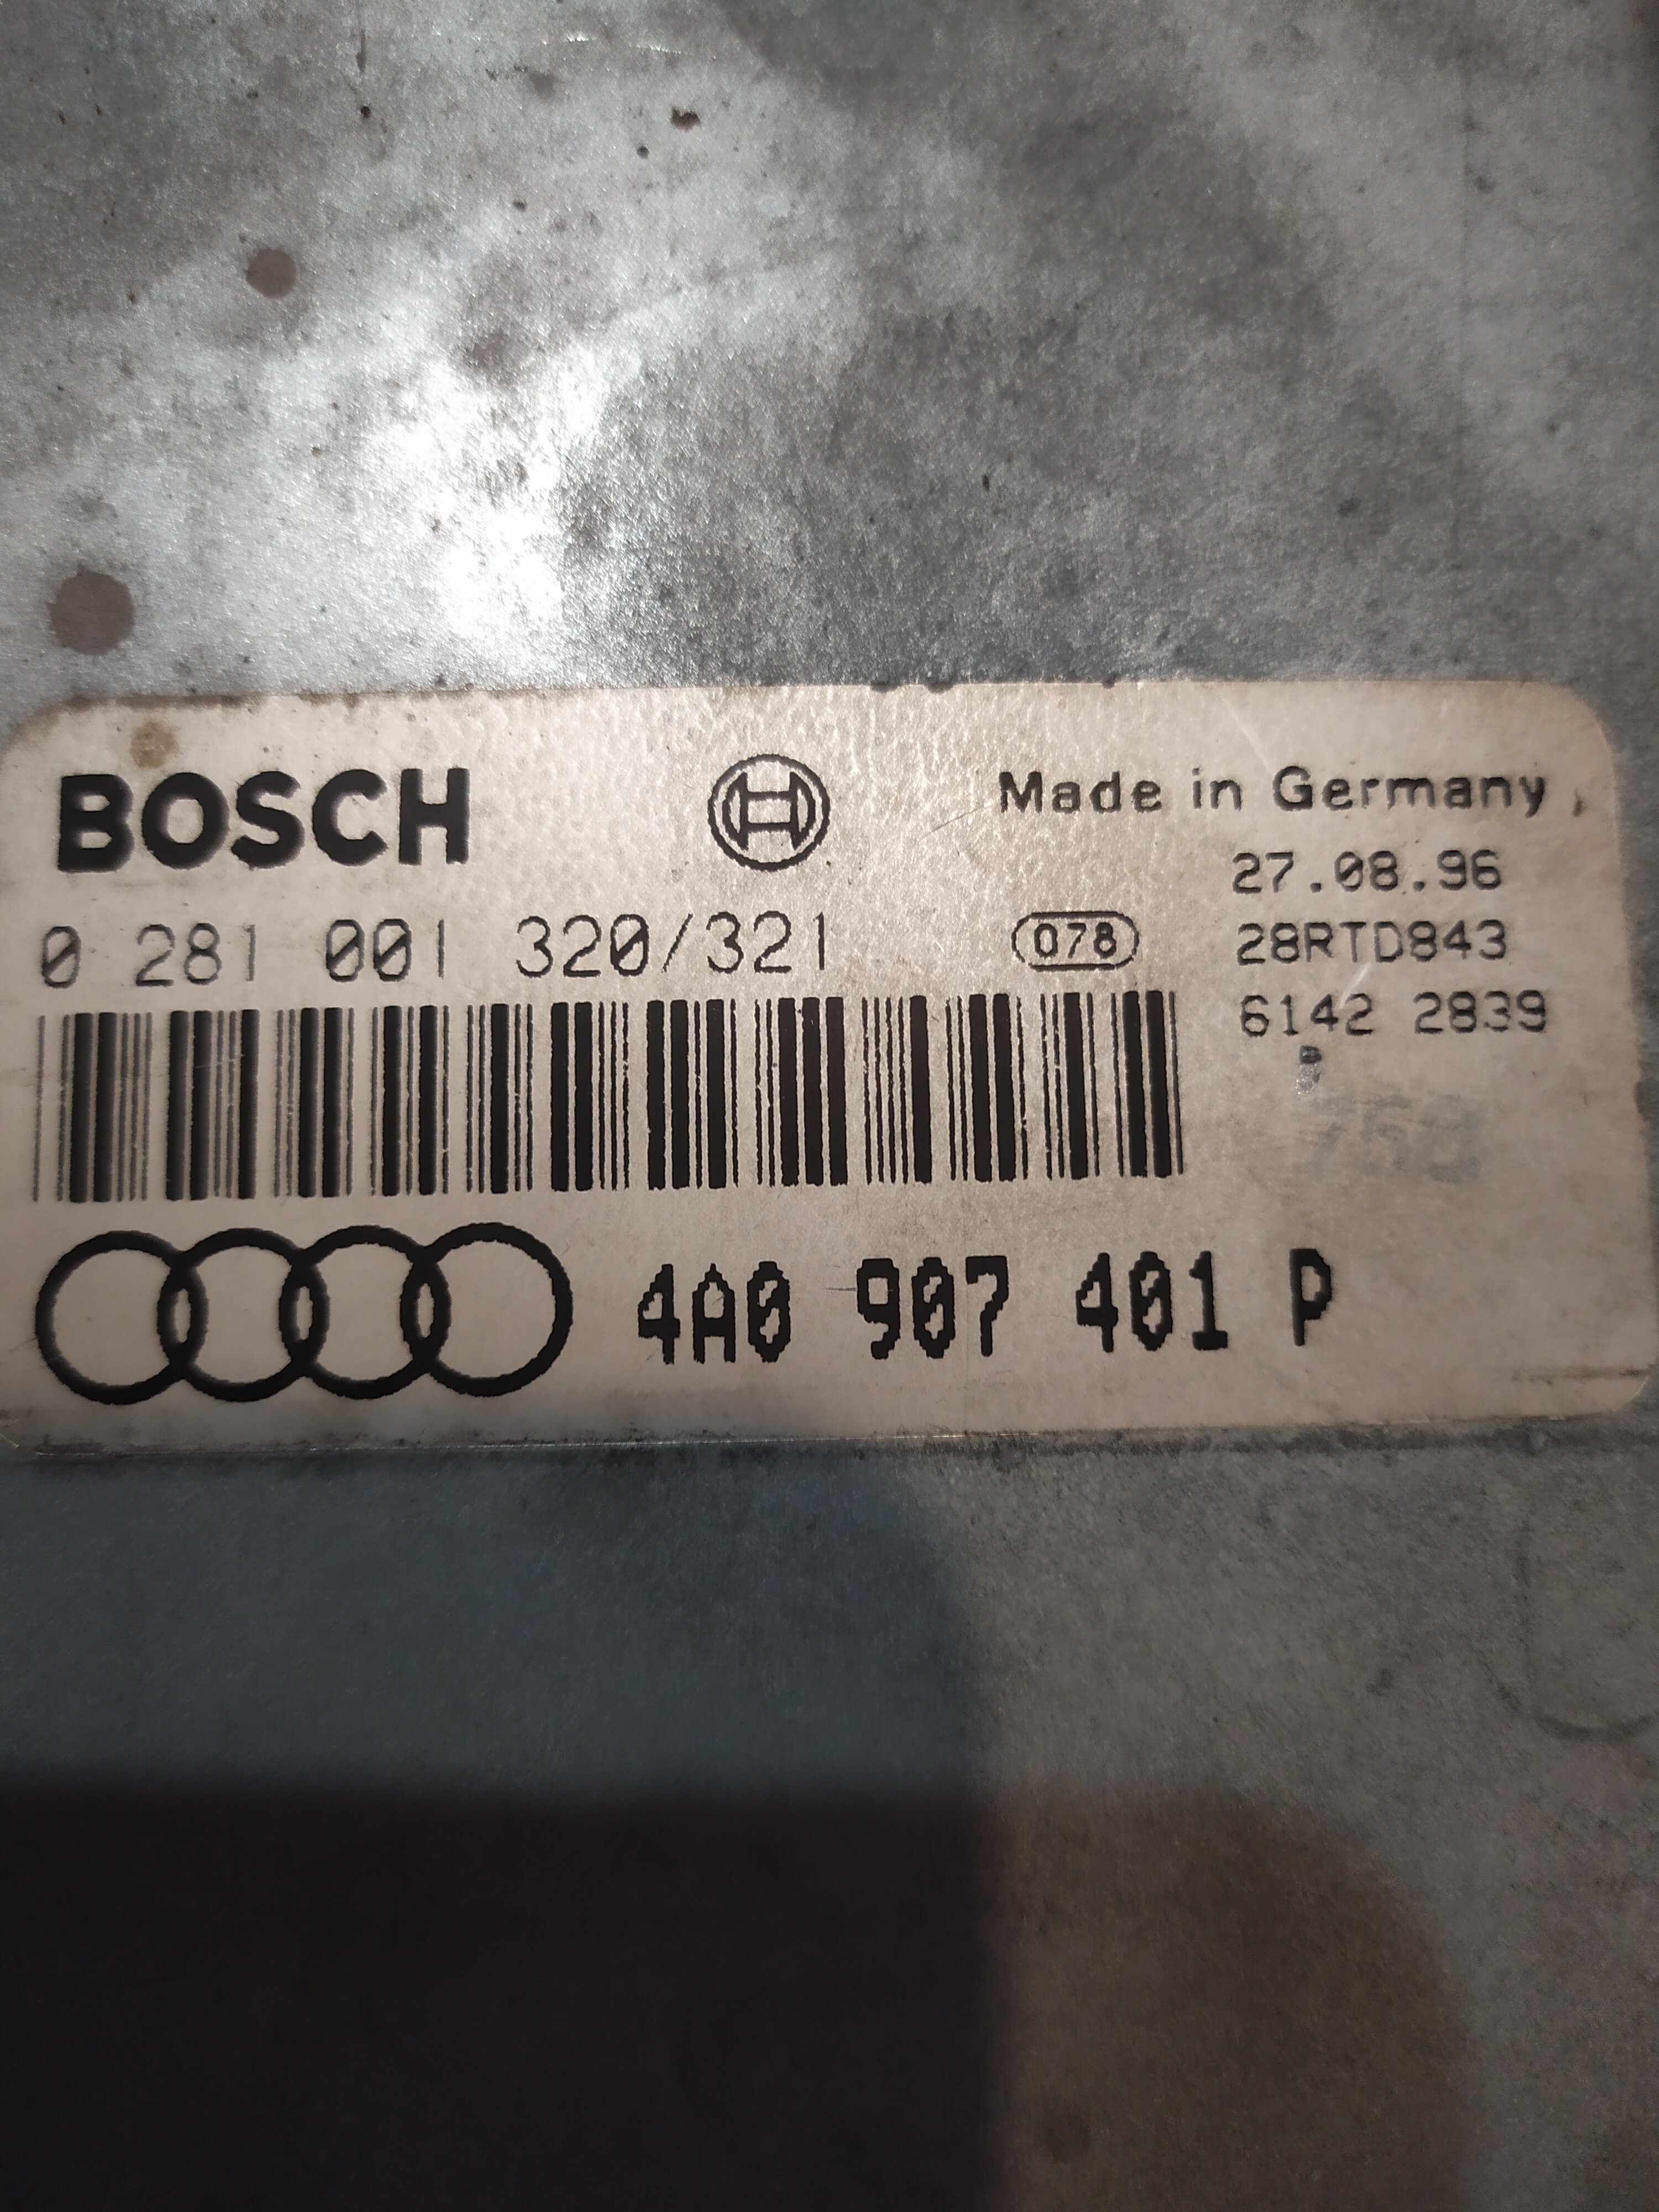 BOSCH
Made in Germany
27.08.96
0 281 001 320/321
078
28RTD843
6142 2839
4A0 907 401 P